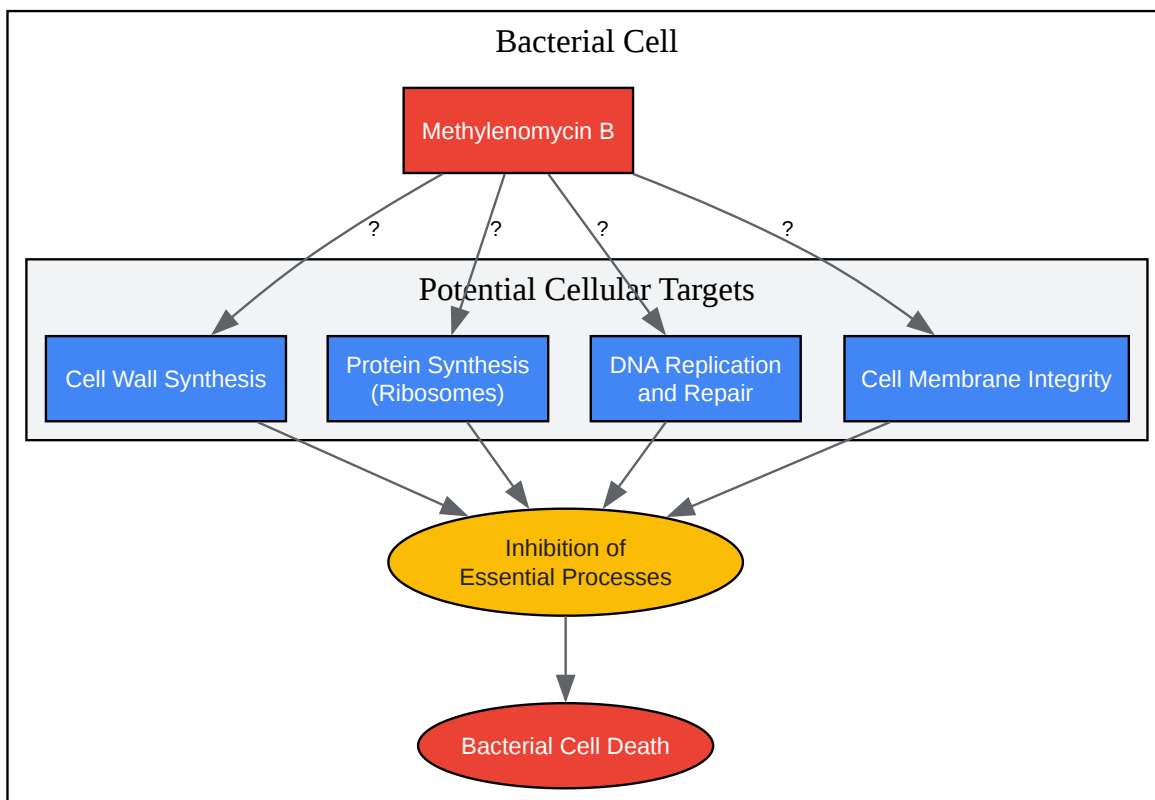 Bacterial Cell
Methylenomycin B
?
?
?
?
Potential Cellular Targets
Cell Wall Synthesis
Protein Synthesis
(Ribosomes)
DNA Replication
and Repair
Cell Membrane Integrity
Inhibition of
Essential Processes
Bacterial Cell Death